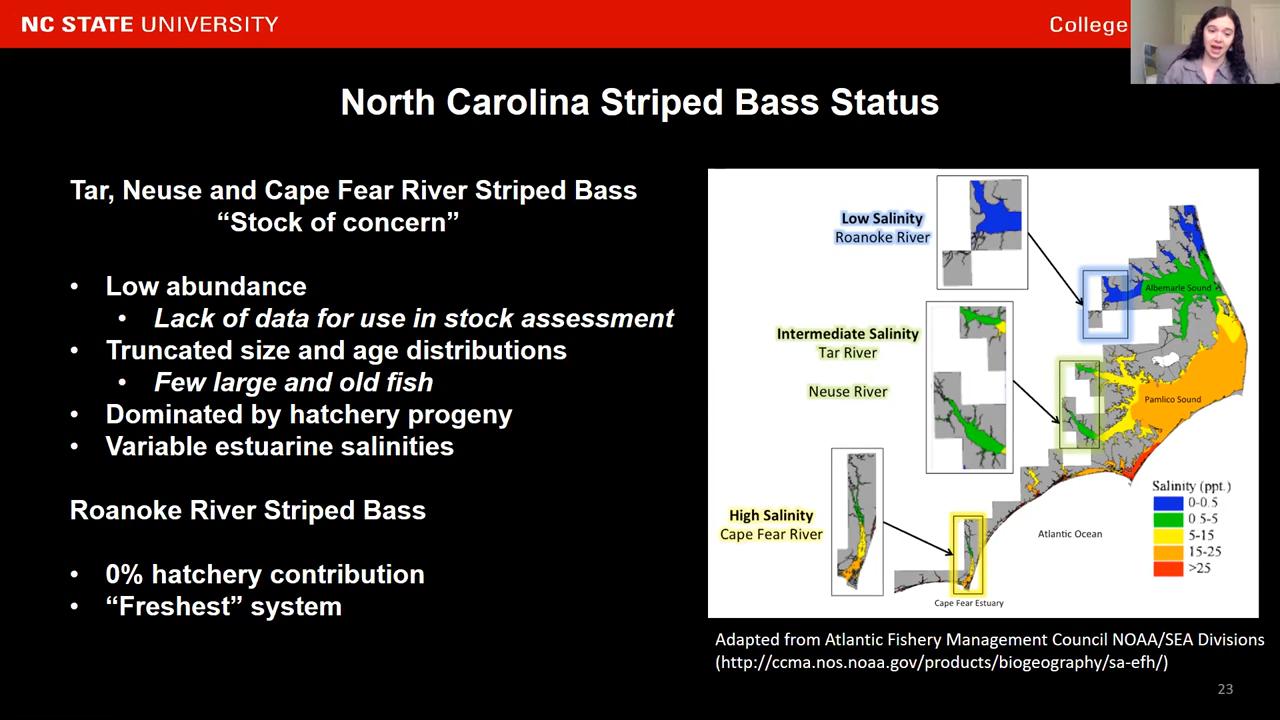 NC STATE UNIVERSITY
College
North Carolina Striped Bass Status
Tar, Neuse and Cape Fear River Striped Bass
“Stock of concern”
• Low abundance
• Lack of data for use in stock assessment
• Truncated size and age distributions
• Few large and old fish
• Dominated by hatchery progeny
• Variable estuarine salinities
Roanoke River Striped Bass
• 0% hatchery contribution
• “Freshest” system
Low Salinity
Roanoke River
Albemarle Sound
Intermediate Salinity
Tar River
Neuse River
Pamlico Sound
High Salinity
Cape Fear River
Salinity (ppt.)
0-0.5
0.5-5
5-15
15-25
>25
Atlantic Ocean
Cape Fear Estuary
Adapted from Atlantic Fishery Management Council NOAA/SEA Divisions
(http://ccma.nos.noaa.gov/products/biogeography/sa-efh/)
23